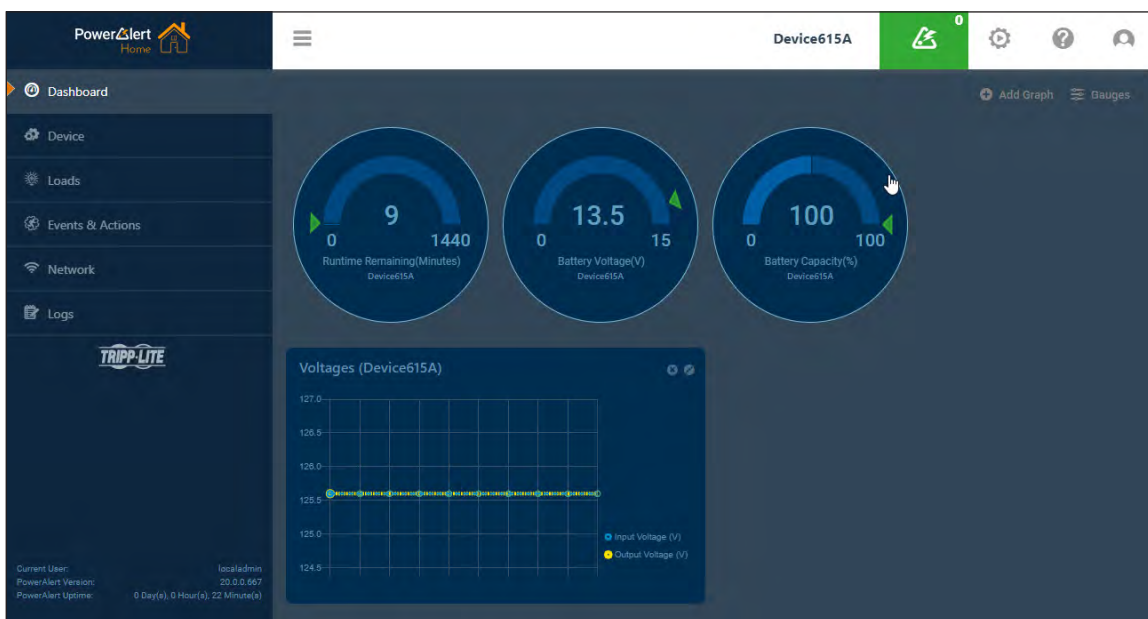 PowerAlert
Home
Device615A
0
Dashboard
Add Graph
Gauges
Device
Loads
Events & Actions
Network
Logs
TRIPP·LITE
9
0 1440
Runtime Remaining(Minutes)
Device615A
13.5
0 15
Battery Voltage(V)
Device615A
100
0 100
Battery Capacity(%)
Device615A
Voltages (Device615A)
127.0
126.5
126.0
125.5
125.0
124.5
Input Voltage (V)
Output Voltage (V)
Current User: localadmin
PowerAlert Version: 20.0.0.667
PowerAlert Uptime: 0 Day(s), 0 Hour(s), 22 Minute(s)